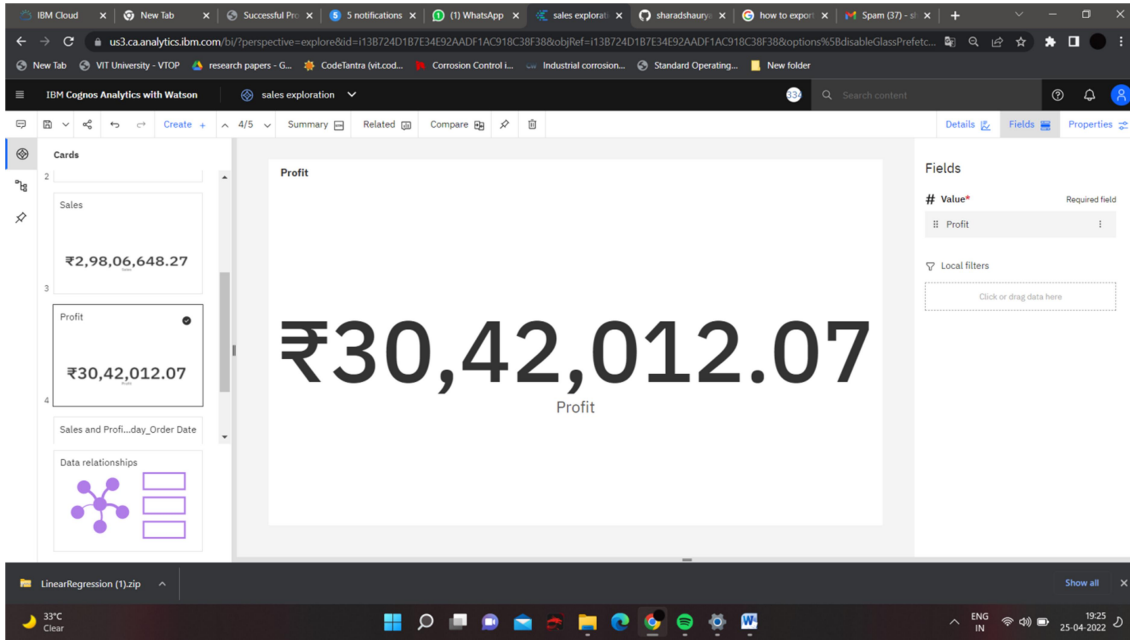 IBM Cloud
New Tab
Successful Pro
5 notifications
(1) WhatsApp
sales explorati
sharadshaurya
how to export
Spam (37) - s
us3.ca.analytics.ibm.com/bi/?perspective=explore&id=i13B724D1B7E34E92AADF1AC918C38F38&objRef=i13B724D1B7E34E92AADF1AC918C38F38&options%5BdisableGlassPrefetc...
New Tab
VIT University - VTOP
research papers - G...
CodeTantra (vit.cod...
Corrosion Control i...
Industrial corrosion...
Standard Operating...
New folder
IBM Cognos Analytics with Watson
sales exploration
334
Search content
Create +
4/5
Summary
Related
Compare
Details
Fields
Properties
Cards
2
Sales
₹2,98,06,648.27
Sales
3
Profit
₹30,42,012.07
Profit
4
Sales and Profi...day_Order Date
Data relationships
Profit
₹30,42,012.07
Profit
Fields
# Value*
Required field
Profit
Local filters
Click or drag data here
LinearRegression (1).zip
Show all
33°C
Clear
ENG
IN
19:25
25-04-2022